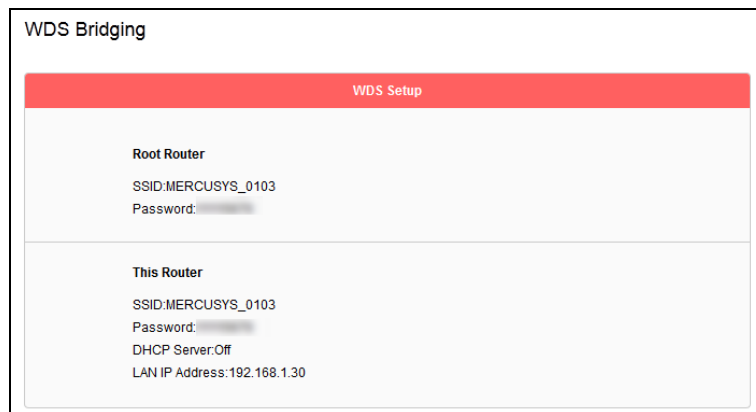 WDS Bridging
WDS Setup
Root Router
SSID:MERCUSYS_0103
Password:
This Router
SSID:MERCUSYS_0103
Password:
DHCP Server:Off
LAN IP Address:192.168.1.30